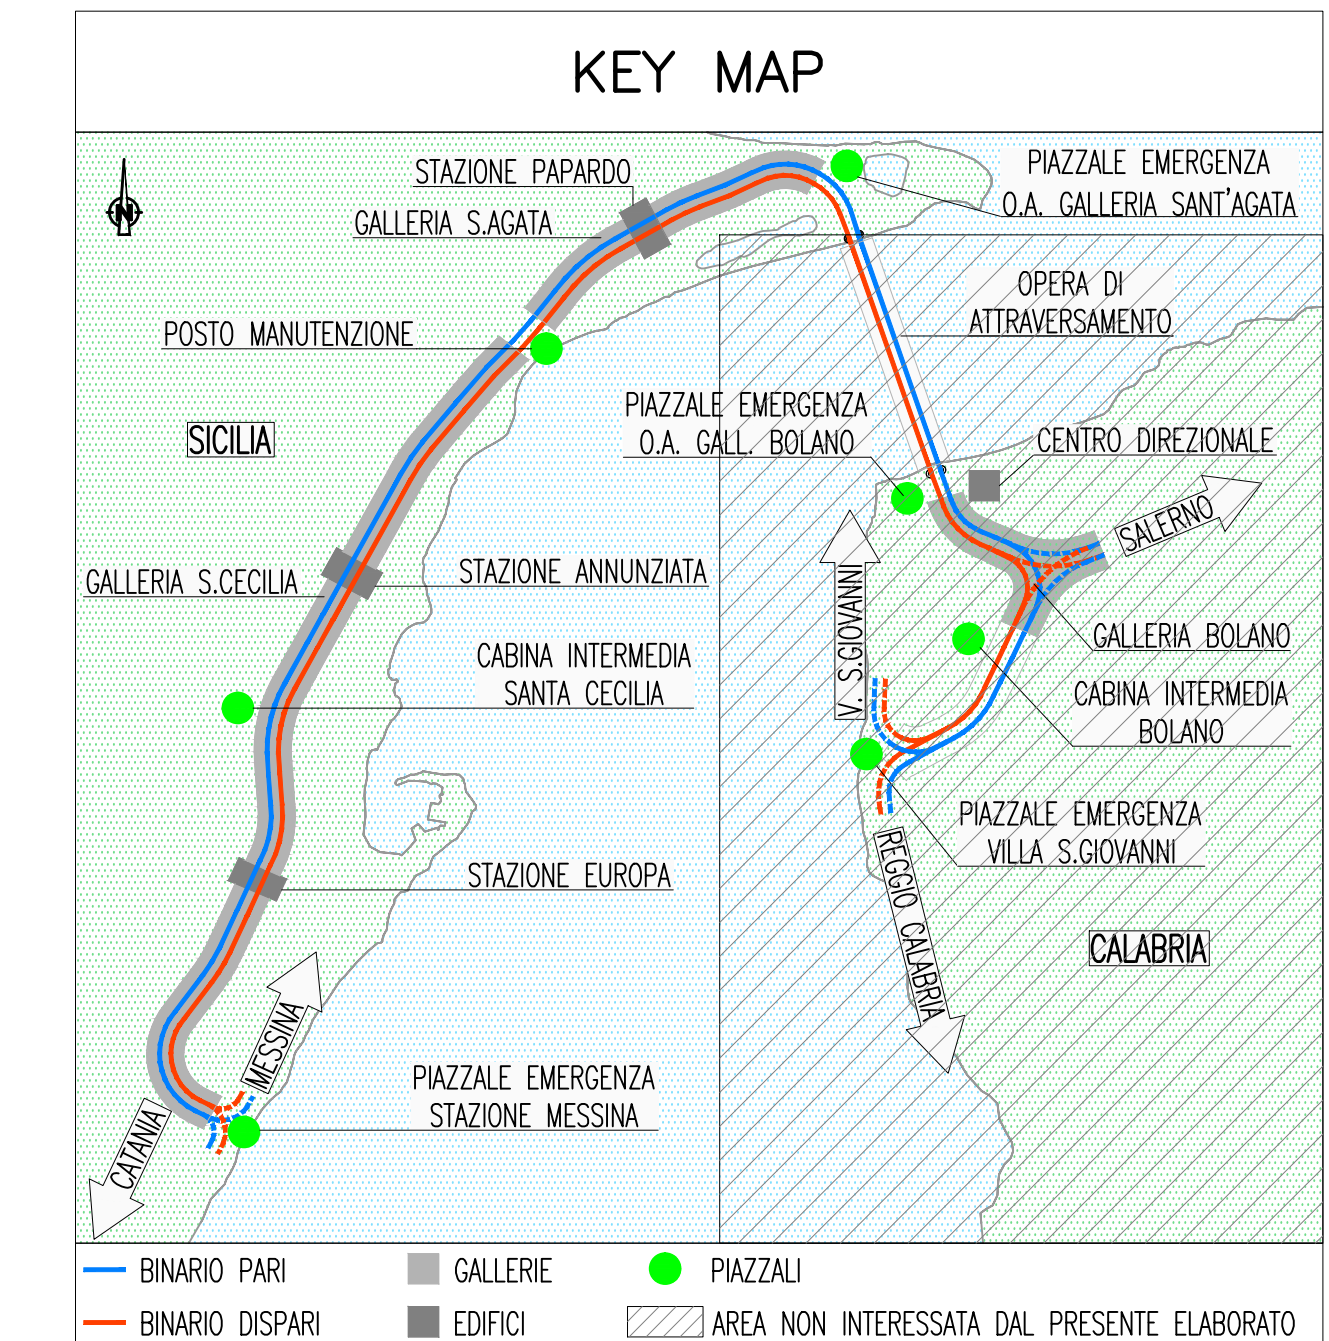 KEY MAP
N
STAZIONE PAPARDO
GALLERIA S.AGATA
PIAZZALE EMERGENZA
O.A. GALLERIA SANT'AGATA
OPERA DI
ATTRAVERSAMENTO
POSTO MANUTENZIONE
PIAZZALE EMERGENZA
O.A. GALL. BOLANO
SICILIA
CENTRO DIREZIONALE
SALERNO
GALLERIA S.CECILIA
STAZIONE ANNUNZIATA
V. S.GIOVANNI
GALLERIA BOLANO
CABINA INTERMEDIA
SANTA CECILIA
CABINA INTERMEDIA
BOLANO
PIAZZALE EMERGENZA
VILLA S.GIOVANNI
STAZIONE EUROPA
REGGIO CALABRIA
CALABRIA
MESSINA
PIAZZALE EMERGENZA
STAZIONE MESSINA
CATANIA
BINARIO PARI
GALLERIE
PIAZZALI
BINARIO DISPARI
EDIFICI
AREA NON INTERESSATA DAL PRESENTE ELABORATO